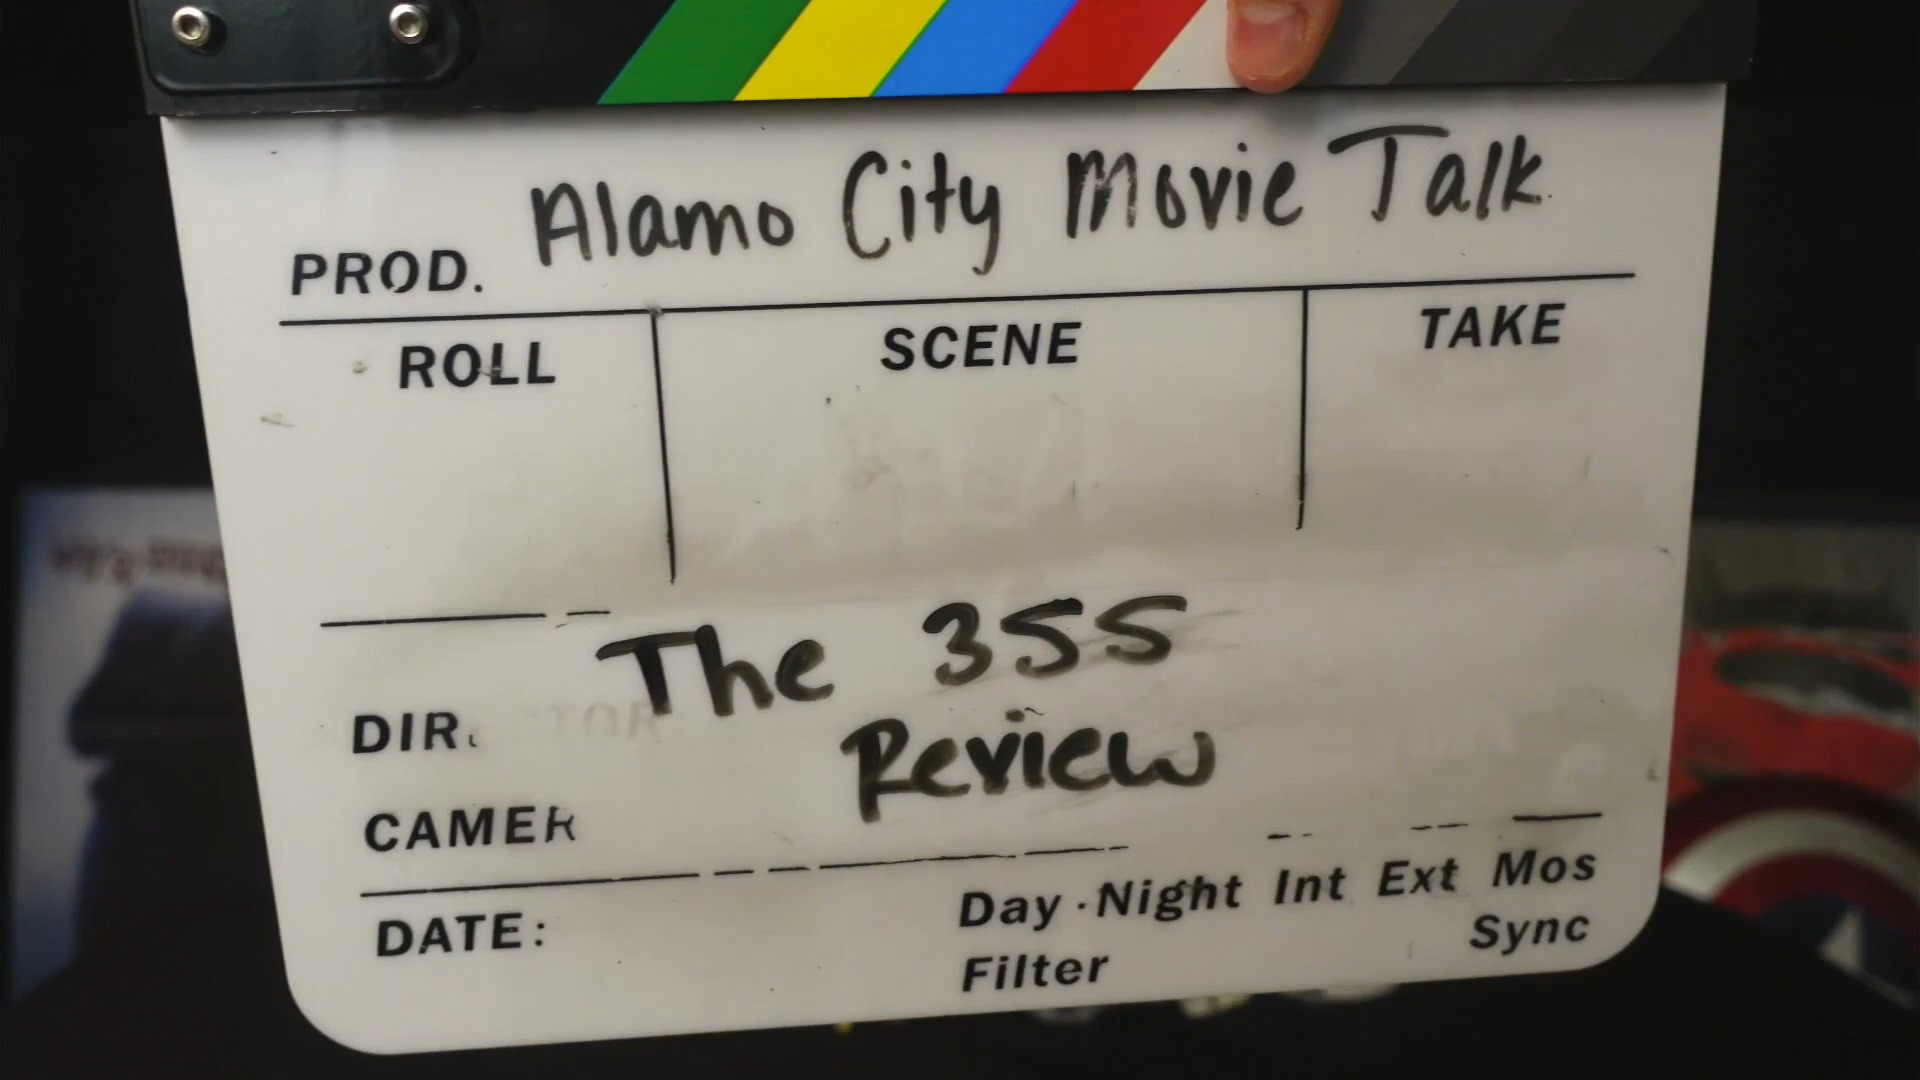 Alamo City Movie Talk
PROD.
ROLL SCENE TAKE
The 355
DIR.
Review
CAMER
DATE: Day · Night Int Ext Mos
Filter Sync